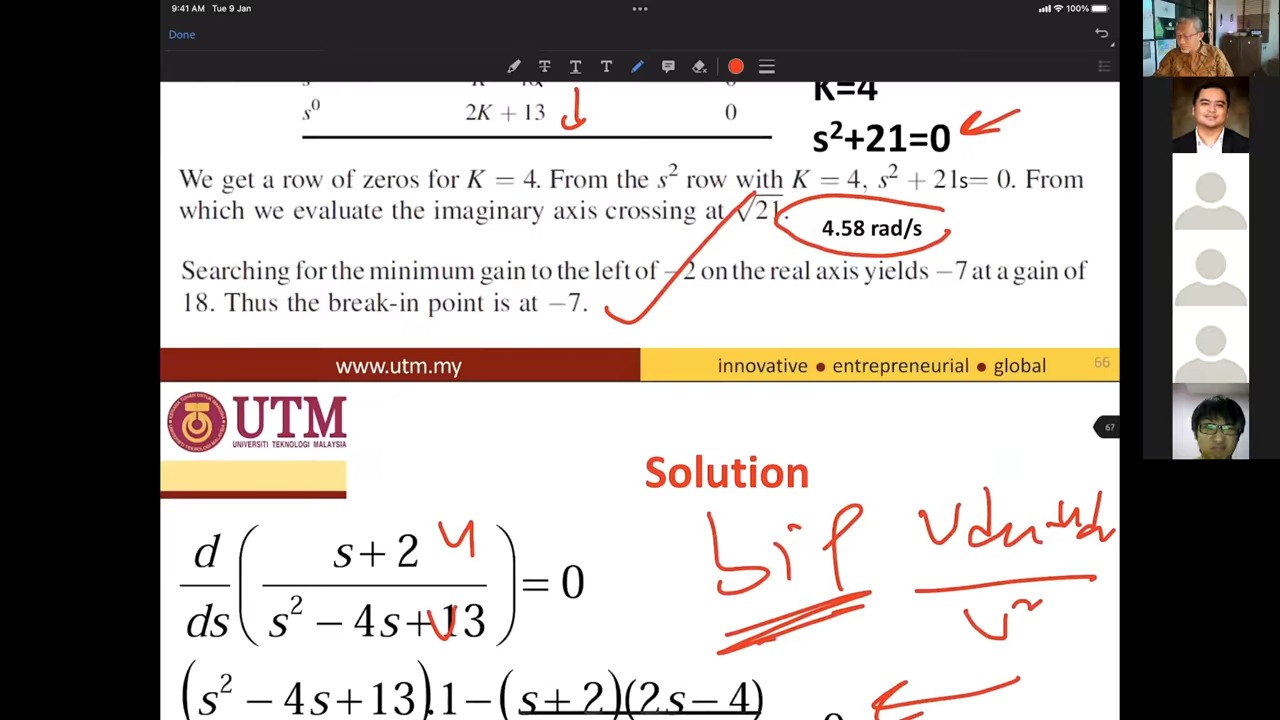 9:41 AM Tue 9 Jan
100%
Done
K=4
s⁰ 2K + 13 0
s²+21=0
We get a row of zeros for K = 4. From the s² row with K = 4, s² + 21s= 0. From
which we evaluate the imaginary axis crossing at √21.
4.58 rad/s
Searching for the minimum gain to the left of −2 on the real axis yields −7 at a gain of
18. Thus the break-in point is at −7.
www.utm.my
innovative ● entrepreneurial ● global
66
UTM
UNIVERSITI TEKNOLOGI MALAYSIA
67
Solution
d/ds ( (s+2) / (s² − 4s+13) ) = 0
u
v
bip
vdu-udv
v²
(s² − 4s+13).1−(s+2)(2s−4)